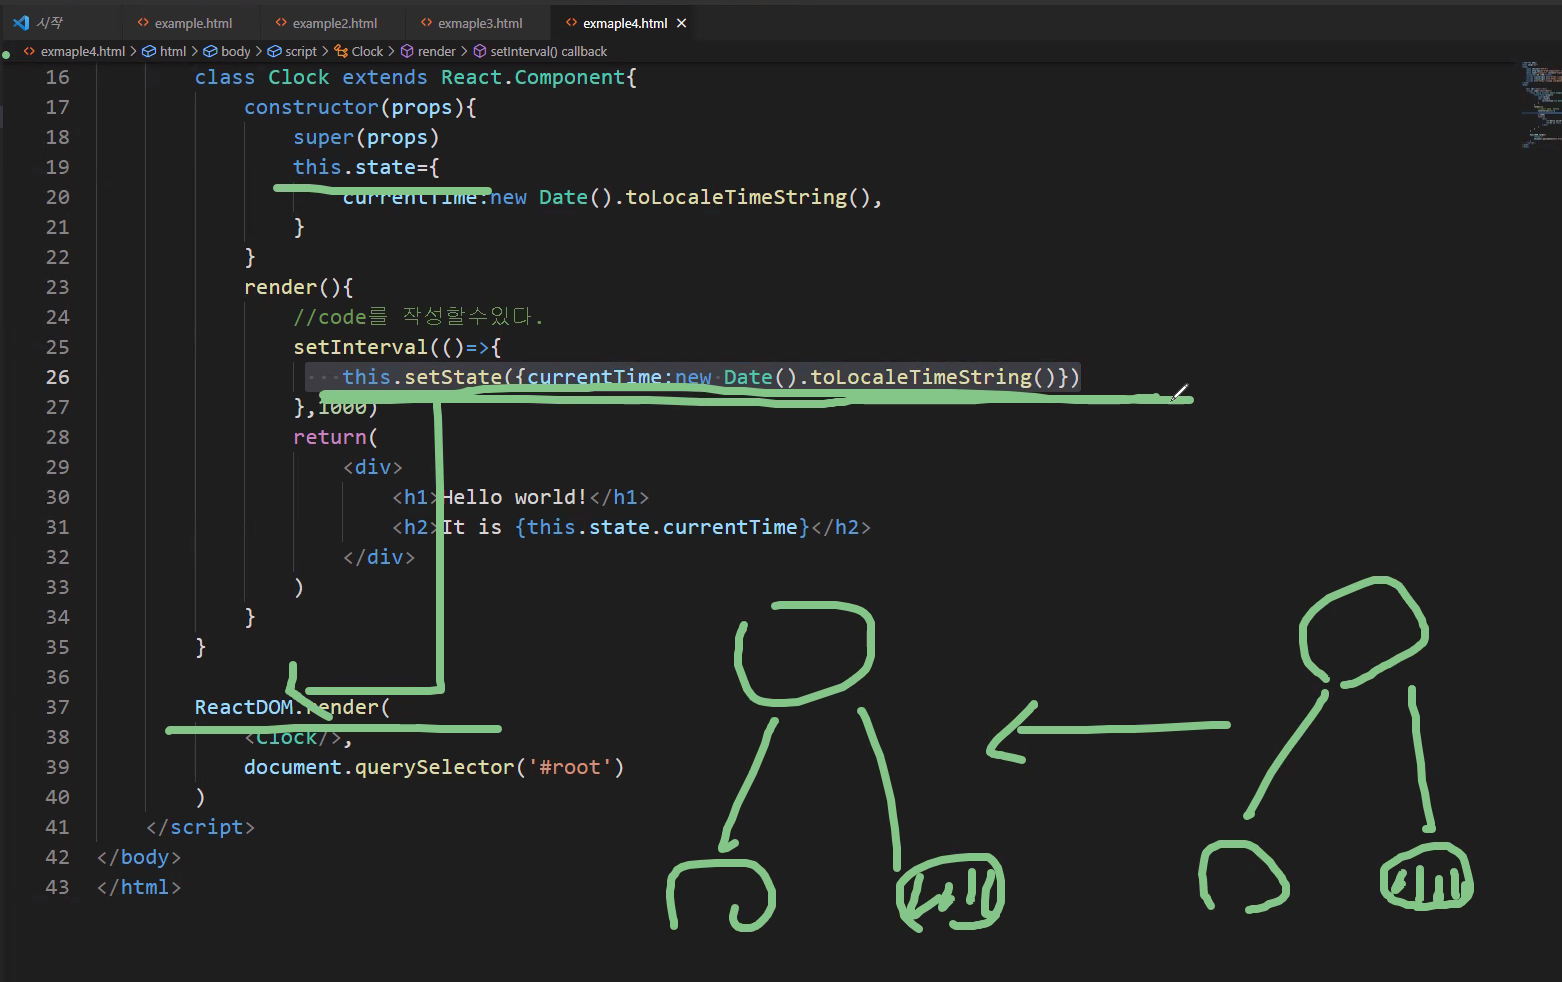 시작 example.html example2.html exmaple3.html exmaple4.html
exmaple4.html > html > body > script > Clock > render > setInterval() callback
16 class Clock extends React.Component{
17 constructor(props){
18 super(props)
19 this.state={
20 currentTime:new Date().toLocaleTimeString(),
21 }
22 }
23 render(){
24 //code를 작성할수있다.
25 setInterval(()=>{
26 this.setState({currentTime:new Date().toLocaleTimeString()})
27 },1000)
28 return(
29 <div>
30 <h1>Hello world!</h1>
31 <h2>It is {this.state.currentTime}</h2>
32 </div>
33 )
34 }
35 }
36
37 ReactDOM.render(
38 <Clock/>,
39 document.querySelector('#root')
40 )
41 </script>
42 </body>
43 </html>